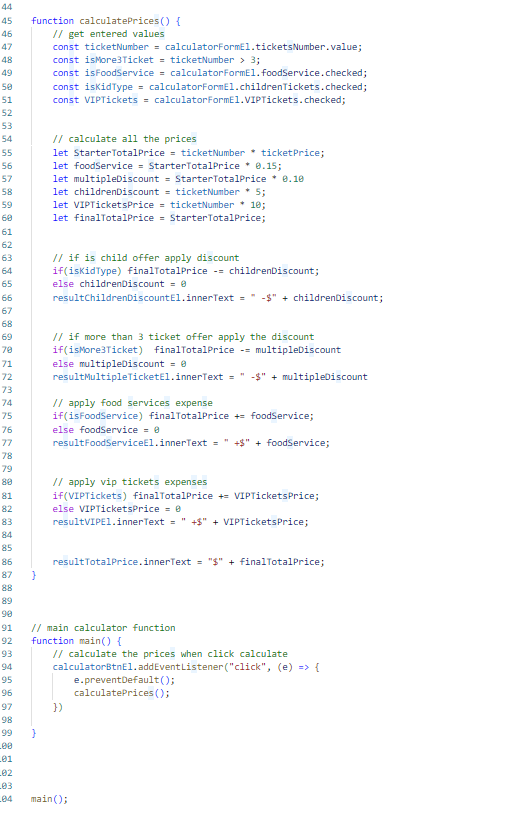 44
45 function calculatePrices() {
46 // get entered values
47 const ticketNumber = calculatorFormEl.ticketsNumber.value;
48 const isMore3Ticket = ticketNumber > 3;
49 const isFoodService = calculatorFormEl.foodService.checked;
50 const isKidType = calculatorFormEl.childrenTickets.checked;
51 const VIPTickets = calculatorFormEl.VIPTickets.checked;
52
53
54 // calculate all the prices
55 let StarterTotalPrice = ticketNumber * ticketPrice;
56 let foodService = StarterTotalPrice * 0.15;
57 let multipleDiscount = StarterTotalPrice * 0.10
58 let childrenDiscount = ticketNumber * 5;
59 let VIPTicketsPrice = ticketNumber * 10;
60 let finalTotalPrice = StarterTotalPrice;
61
62
63 // if is child offer apply discount
64 if(isKidType) finalTotalPrice -= childrenDiscount;
65 else childrenDiscount = 0
66 resultChildrenDiscountEl.innerText = " -$" + childrenDiscount;
67
68
69 // if more than 3 ticket offer apply the discount
70 if(isMore3Ticket)  finalTotalPrice -= multipleDiscount
71 else multipleDiscount = 0
72 resultMultipleTicketEl.innerText = " -$" + multipleDiscount
73
74 // apply food services expense
75 if(isFoodService) finalTotalPrice += foodService;
76 else foodService = 0
77 resultFoodServiceEl.innerText = " +$" + foodService;
78
79
80 // apply vip tickets expenses
81 if(VIPTickets) finalTotalPrice += VIPTicketsPrice;
82 else VIPTicketsPrice = 0
83 resultVIPEl.innerText = " +$" + VIPTicketsPrice;
84
85
86 resultTotalPrice.innerText = "$" + finalTotalPrice;
87 }
88
89
90
91 // main calculator function
92 function main() {
93 // calculate the prices when click calculate
94 calculatorBtnEl.addEventListener("click", (e) => {
95 e.preventDefault();
96 calculatePrices();
97 })
98
99 }
00
01
02
03
04 main();